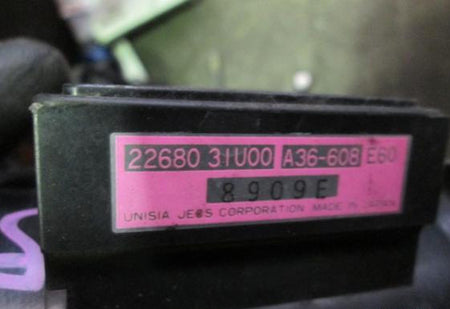 22680 31U00 A36-608 E60
8909E
UNISIA JECS CORPORATION MADE IN JAPAN